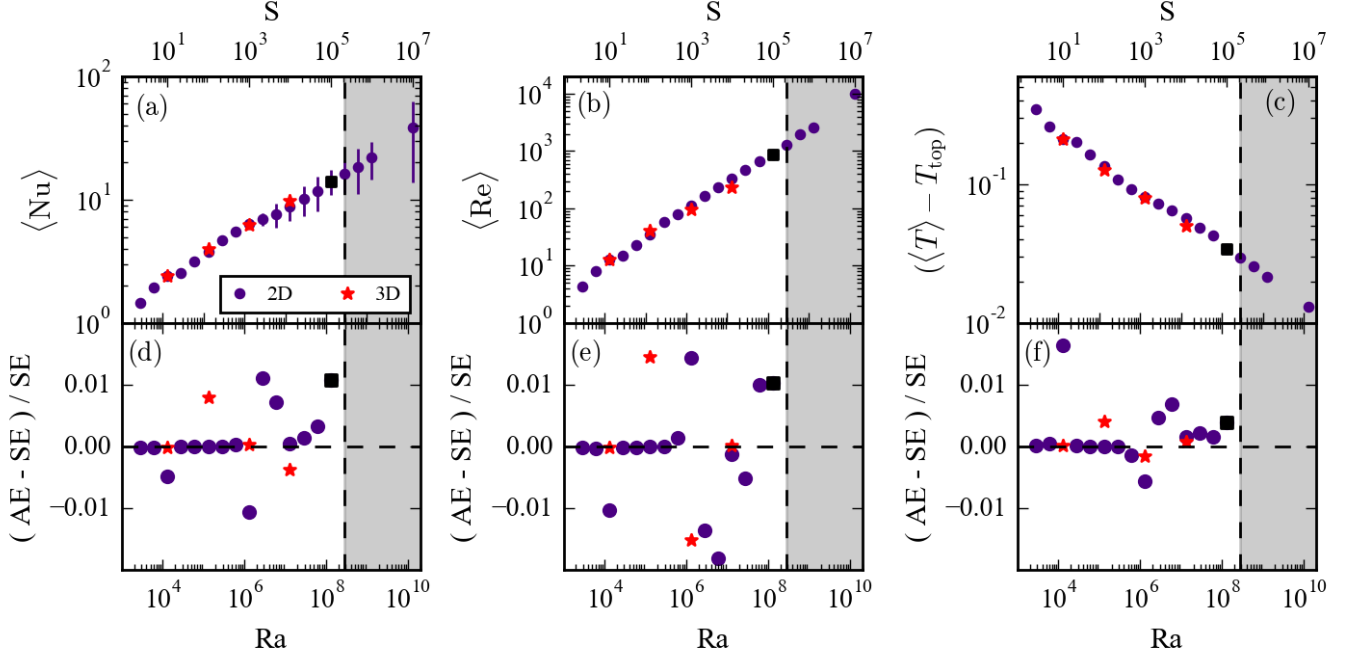 S
S
S
10^1 10^3 10^5 10^7
10^1 10^3 10^5 10^7
10^1 10^3 10^5 10^7
(a)
⟨Nu⟩
10^2
10^1
10^0
2D
3D
(b)
⟨Re⟩
10^4
10^3
10^2
10^1
10^0
(c)
(⟨T⟩ − T_top)
10^-1
10^-2
(d)
( AE - SE ) / SE
0.01
0.00
−0.01
(e)
( AE - SE ) / SE
0.01
0.00
−0.01
(f)
( AE - SE ) / SE
0.01
0.00
−0.01
10^4 10^6 10^8 10^10
10^4 10^6 10^8 10^10
10^4 10^6 10^8 10^10
Ra
Ra
Ra